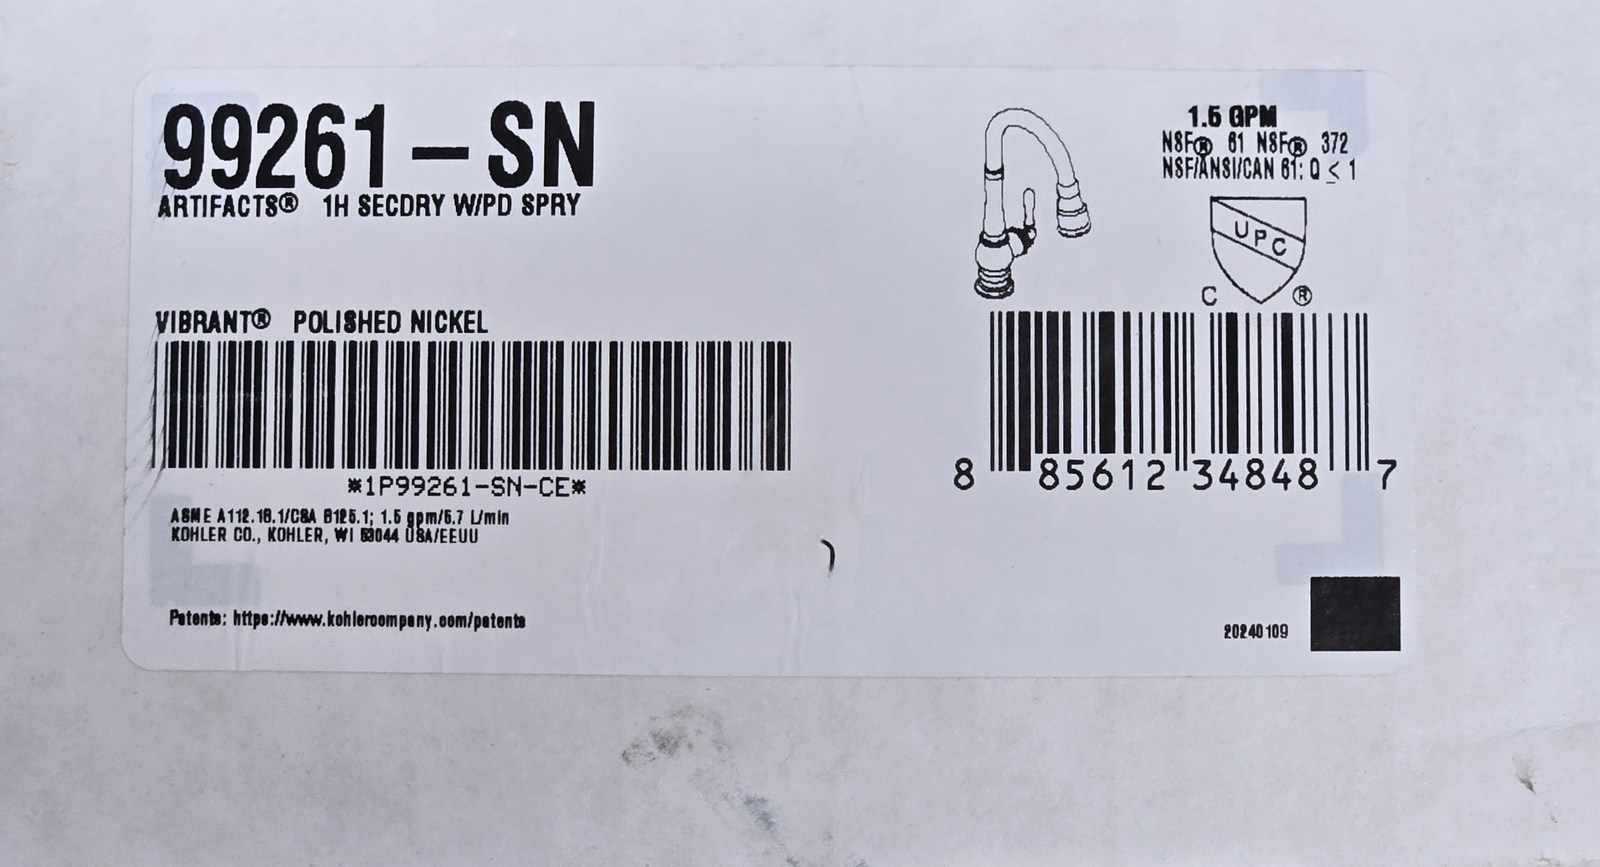 99261-SN
ARTIFACTS® 1H SECDRY W/PD SPRY
VIBRANT® POLISHED NICKEL
*1P99261-SN-CE*
ASME A112.18.1/CSA B125.1; 1.5 gpm/5.7 L/min
KOHLER CO., KOHLER, WI 53044 USA/EEUU
Patents: https://www.kohlercompany.com/patents
1.5 GPM
NSF® 61 NSF® 372
NSF/ANSI/CAN 61: Q ≤ 1
UPC
C ®
8 85612 34848 7
20240109